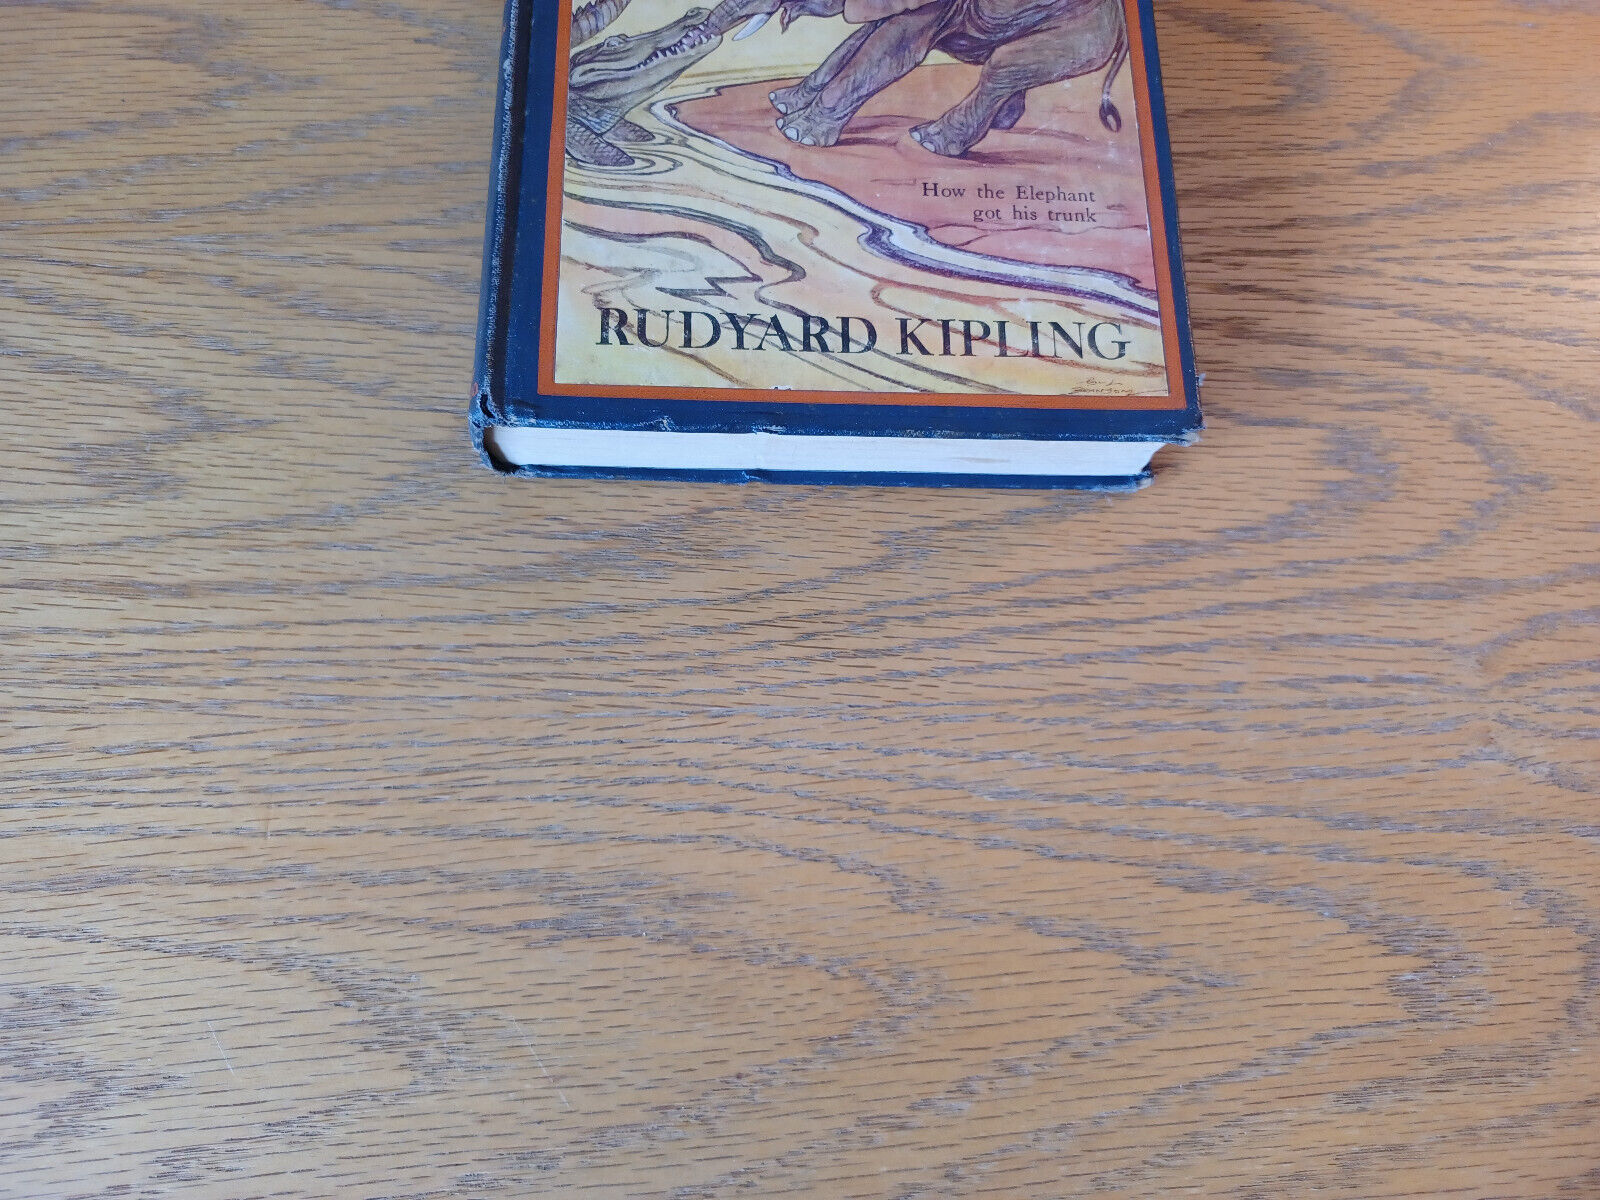 How the Elephant
got his trunk
RUDYARD KIPLING